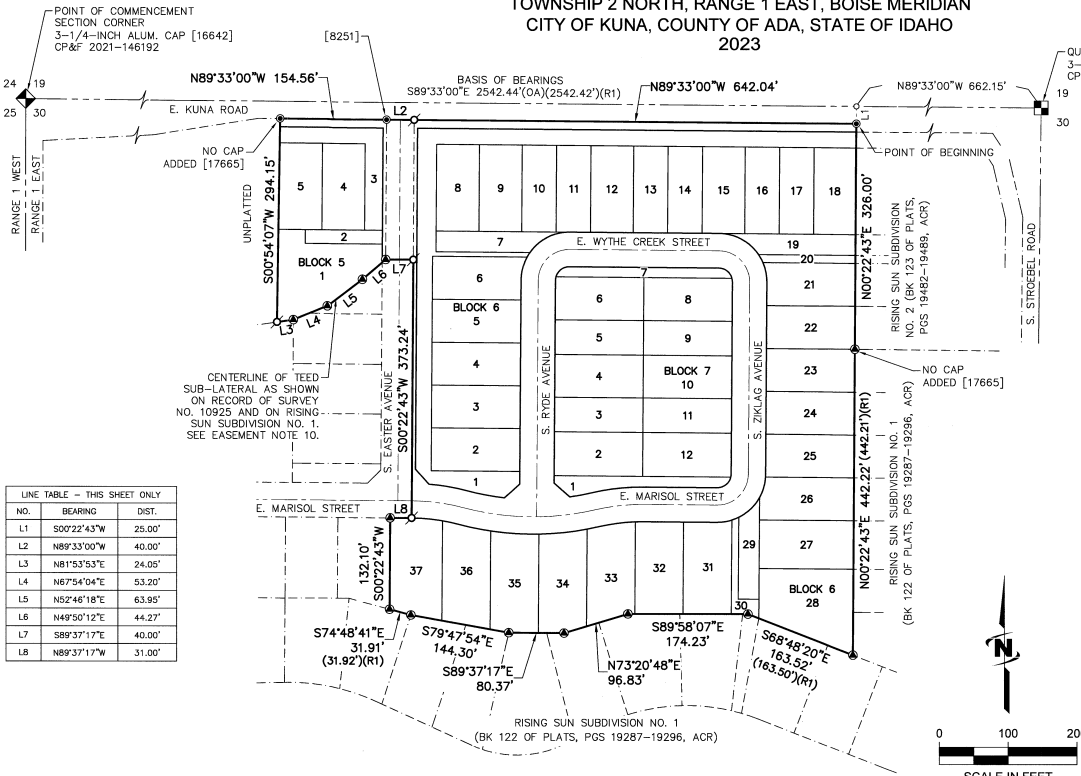 TOWNSHIP 2 NORTH, RANGE 1 EAST, BOISE MERIDIAN
CITY OF KUNA, COUNTY OF ADA, STATE OF IDAHO
2023
POINT OF COMMENCEMENT
SECTION CORNER
3-1/4-INCH ALUM. CAP [16642]
CP&F 2021-146192
[8251]
QU
3-
CP
24 19
25 30
N89°33'00"W 154.56'
L2
BASIS OF BEARINGS
S89°33'00"E 2542.44'(OA)(2542.42')(R1)
N89°33'00"W 642.04'
N89°33'00"W 662.15'
19
30
L1
E. KUNA ROAD
NO CAP
ADDED [17665]
POINT OF BEGINNING
RANGE 1 WEST
RANGE 1 EAST
UNPLATTED
S00°54'07"W 294.15'
5
4
3
2
BLOCK 5
1
L3
L4
L5
L6
L7
8
9
10
11
12
13
14
15
16
17
18
7
E. WYTHE CREEK STREET
19
20
21
22
23
24
25
26
27
BLOCK 6
28
29
30
6
BLOCK 6
5
4
3
2
1
7
6
8
5
9
4
BLOCK 7
10
3
11
2
12
1
S. RYDE AVENUE
S. ZIKLAG AVENUE
N00°22'43"E 326.00'
RISING SUN SUBDIVISION
NO. 2 (BK 123 OF PLATS,
PGS 19482-19489, ACR)
S. STROEBEL ROAD
NO CAP
ADDED [17665]
N00°22'43"E 442.22'(442.21')(R1)
RISING SUN SUBDIVISION NO. 1
(BK 122 OF PLATS, PGS 19287-19296, ACR)
CENTERLINE OF TEED
SUB-LATERAL AS SHOWN
ON RECORD OF SURVEY
NO. 10925 AND ON RISING
SUN SUBDIVISION NO. 1.
SEE EASEMENT NOTE 10.
S. EASTER AVENUE
S00°22'43"W 373.24'
E. MARISOL STREET
L8
E. MARISOL STREET
LINE TABLE - THIS SHEET ONLY
NO. BEARING DIST.
L1 S00°22'43"W 25.00'
L2 N89°33'00"W 40.00'
L3 N81°53'53"E 24.05'
L4 N67°54'04"E 53.20'
L5 N52°46'18"E 63.95'
L6 N49°50'12"E 44.27'
L7 S89°37'17"E 40.00'
L8 N89°37'17"W 31.00'
132.10'
S00°22'43"W
37
36
35
34
33
32
31
S74°48'41"E
31.91'
(31.92')(R1)
S79°47'54"E
144.30'
S89°37'17"E
80.37'
N73°20'48"E
96.83'
S89°58'07"E
174.23'
S68°48'20"E
163.52'
(163.50')(R1)
RISING SUN SUBDIVISION NO. 1
(BK 122 OF PLATS, PGS 19287-19296, ACR)
N
0 100 20
SCALE IN FEET